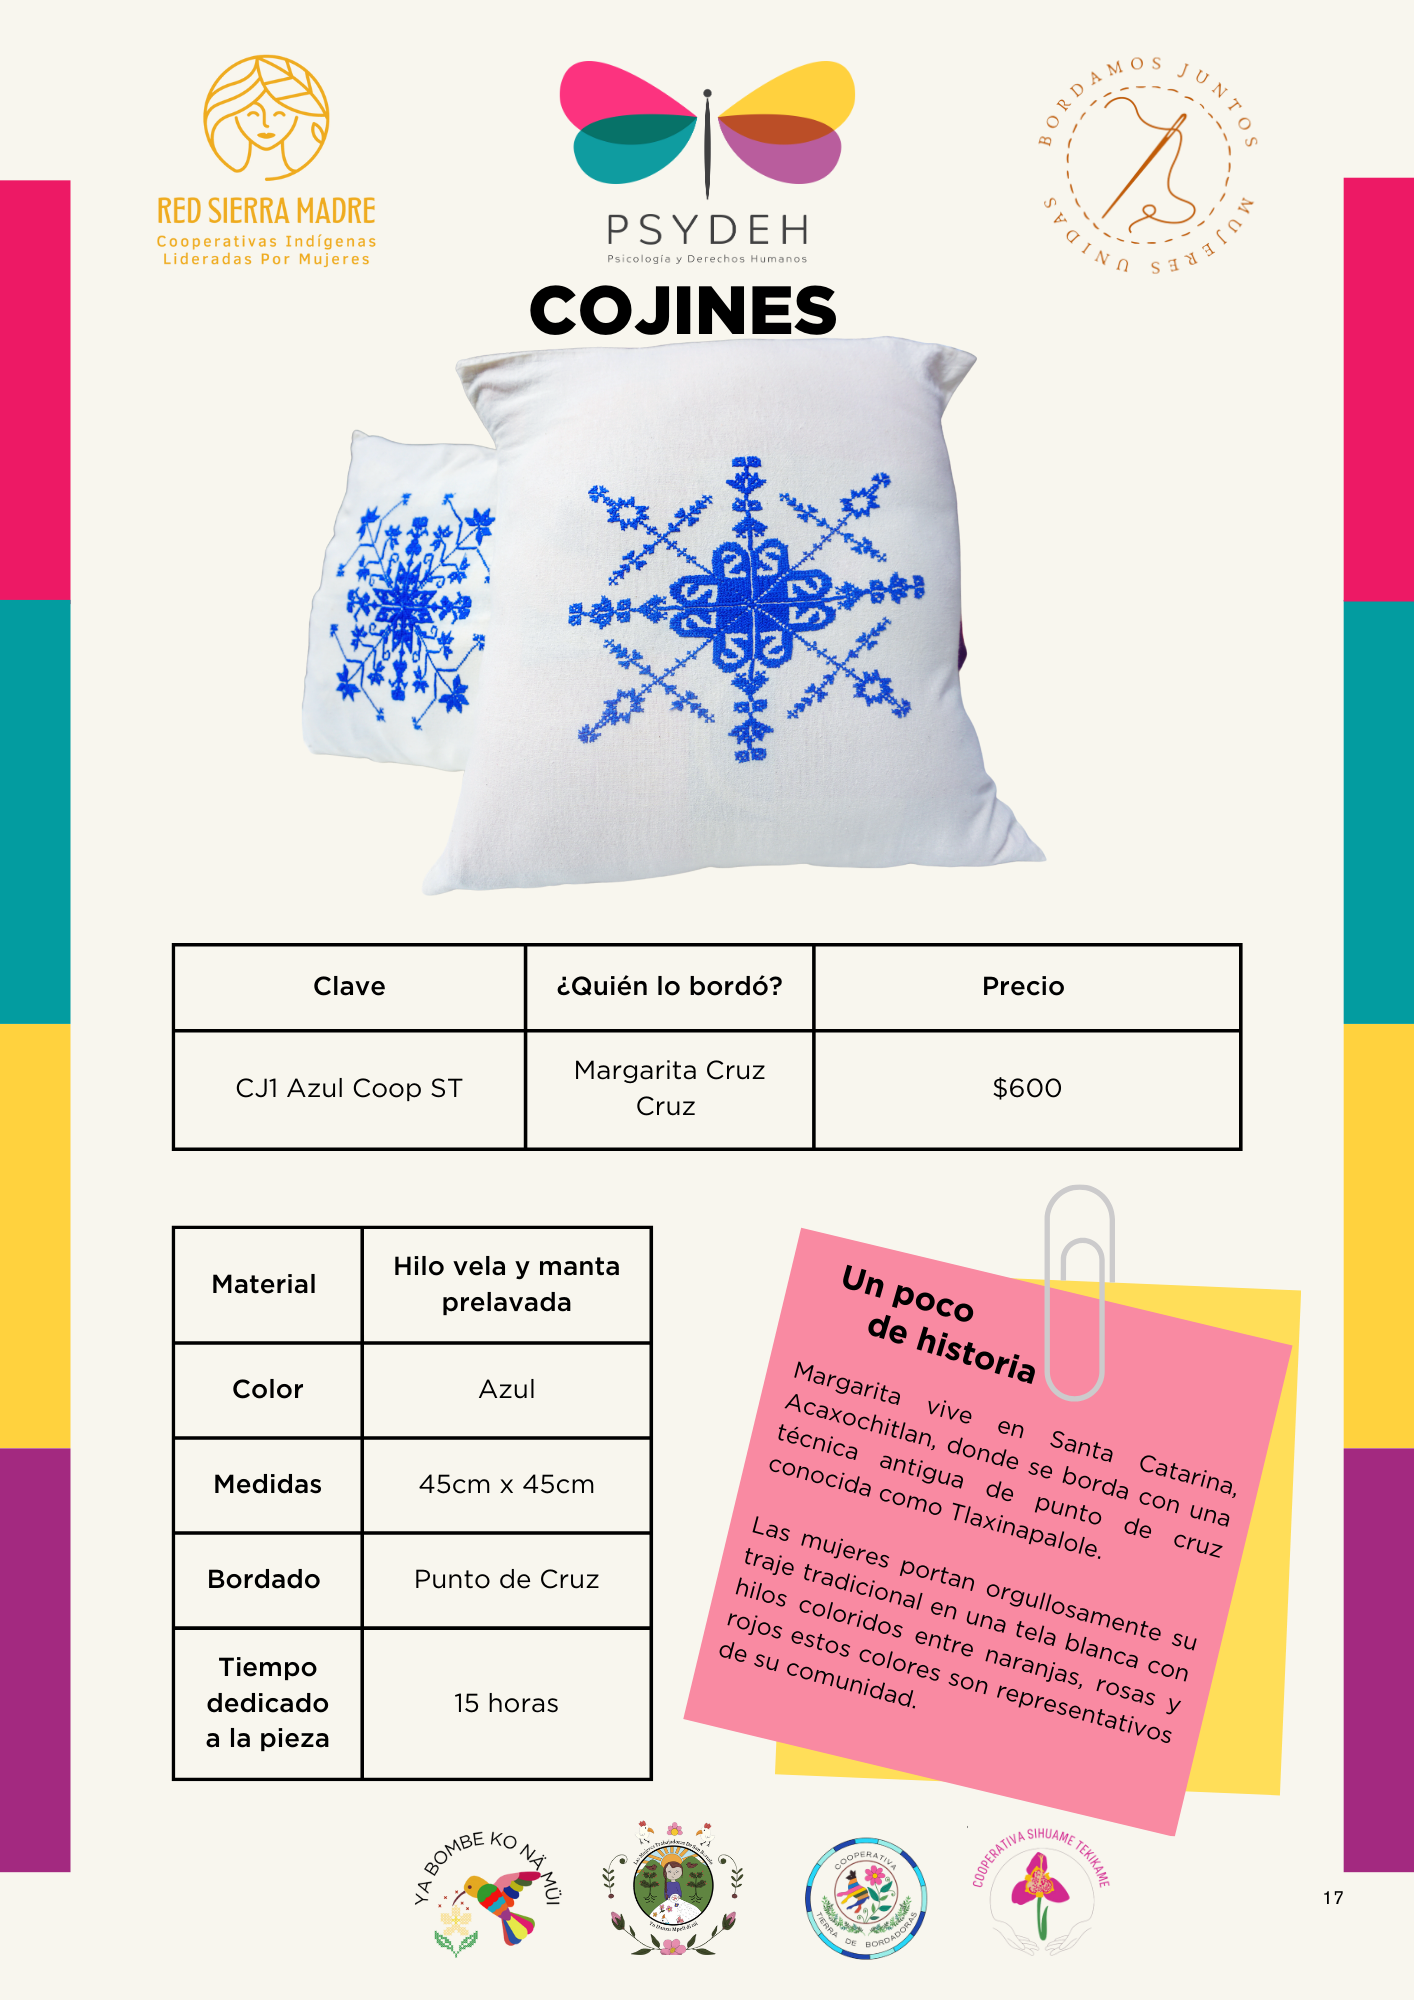 RED SIERRA MADRE
Cooperativas Indígenas
Lideradas Por Mujeres
PSYDEH
Psicología y Derechos Humanos
BORDAMOS JUNTOS
MUJERES UNIDAS
COJINES
Clave ¿Quién lo bordó? Precio
CJ1 Azul Coop ST Margarita Cruz Cruz $600
Material Hilo vela y manta prelavada
Color Azul
Medidas 45cm x 45cm
Bordado Punto de Cruz
Tiempo dedicado a la pieza 15 horas
Un poco
de historia
Margarita vive en Santa Catarina,
Acaxochitlan, donde se borda con una
técnica antigua de punto de cruz
conocida como Tlaxinapalole.
Las mujeres portan orgullosamente su
traje tradicional en una tela blanca con
hilos coloridos entre naranjas, rosas y
rojos estos colores son representativos
de su comunidad.
YA BOMBE KO NÄ MÜI
COOPERATIVA
TIERRA DE BORDADORAS
COOPERATIVA SIHUAME TEKIKAME
17